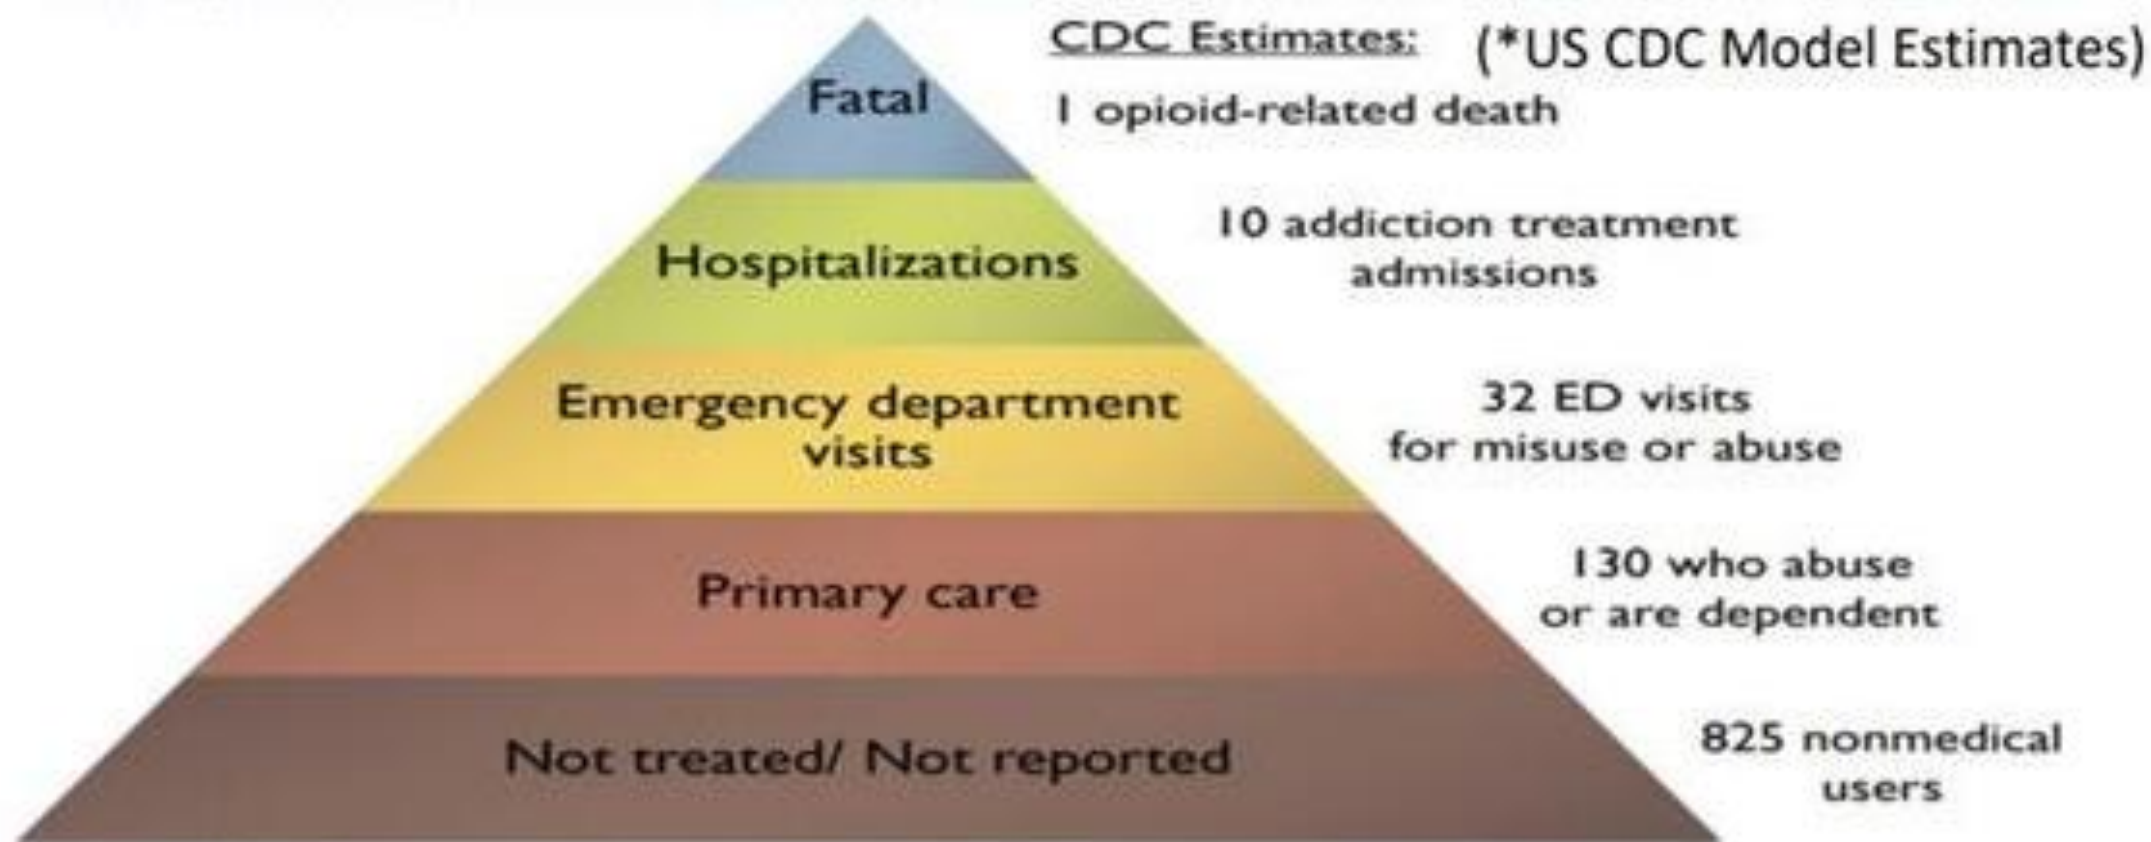 CDC Estimates: (*US CDC Model Estimates)
Fatal
1 opioid-related death
Hospitalizations
10 addiction treatment
admissions
Emergency department
visits
32 ED visits
for misuse or abuse
Primary care
130 who abuse
or are dependent
Not treated/ Not reported
825 nonmedical
users